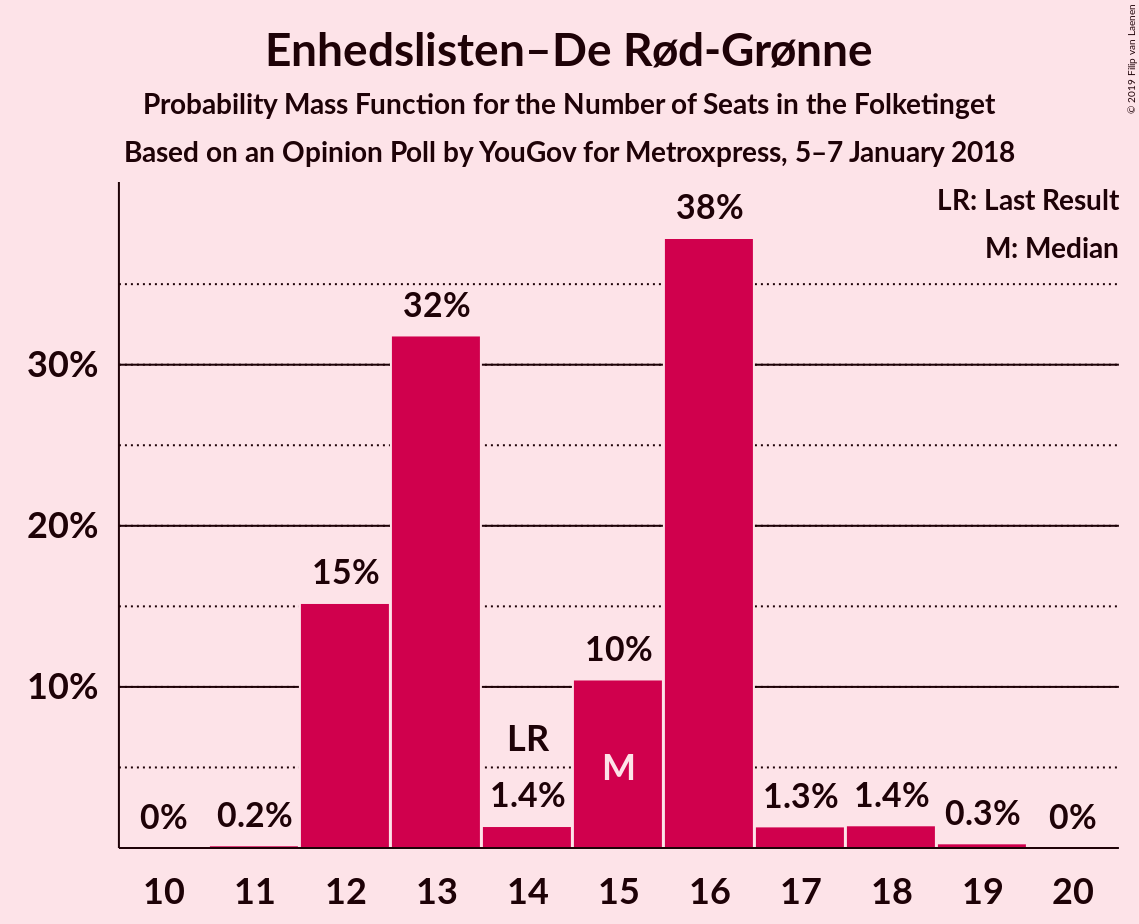 Enhedslisten–De Rød-Grønne
Probability Mass Function for the Number of Seats in the Folketinget
Based on an Opinion Poll by YouGov for Metroxpress, 5–7 January 2018
© 2019 Filip van Laenen
LR: Last Result
M: Median
38%
32%
30%
20%
15%
10%
10%
LR
M
0%
0.2%
1.4%
1.3%
1.4%
0.3%
0%
10 11 12 13 14 15 16 17 18 19 20